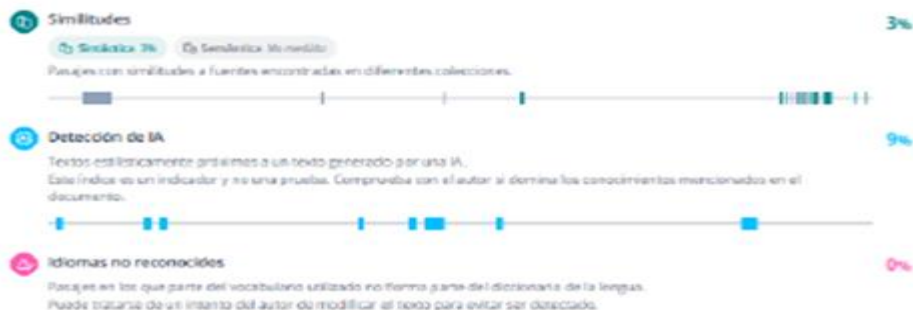 Similitudes
3%
Sintáctica 3% Semántica No medido
Pasajes con similitudes a fuentes encontradas en diferentes colecciones.
Detección de IA
9%
Textos estilísticamente próximos a un texto generado por una IA.
Este índice es un indicador y no una prueba. Comprueba con el autor si domina los conocimientos mencionados en el
documento.
Idiomas no reconocidos
0%
Pasajes en los que parte del vocabulario utilizado no forma parte del diccionario de la lengua.
Puede tratarse de un intento del autor de modificar el texto para evitar ser detectado.